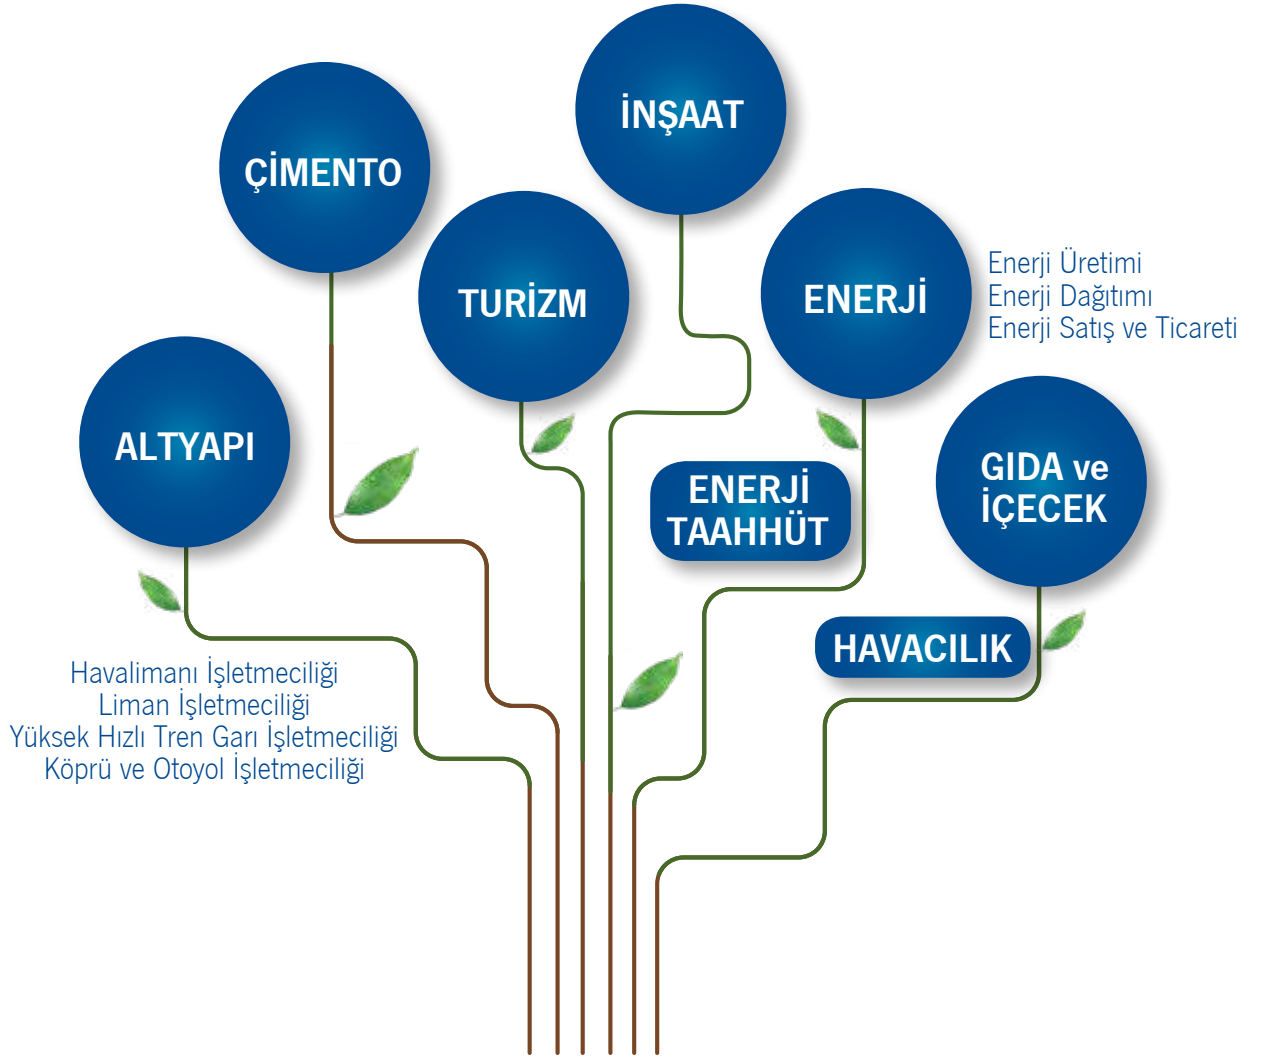 İNŞAAT
ÇİMENTO
TURİZM
ENERJİ
Enerji Üretimi
Enerji Dağıtımı
Enerji Satış ve Ticareti
ALTYAPI
GIDA ve
İÇECEK
ENERJİ
TAAHHÜT
HAVACILIK
Havalimanı İşletmeciliği
Liman İşletmeciliği
Yüksek Hızlı Tren Garı İşletmeciliği
Köprü ve Otoyol İşletmeciliği